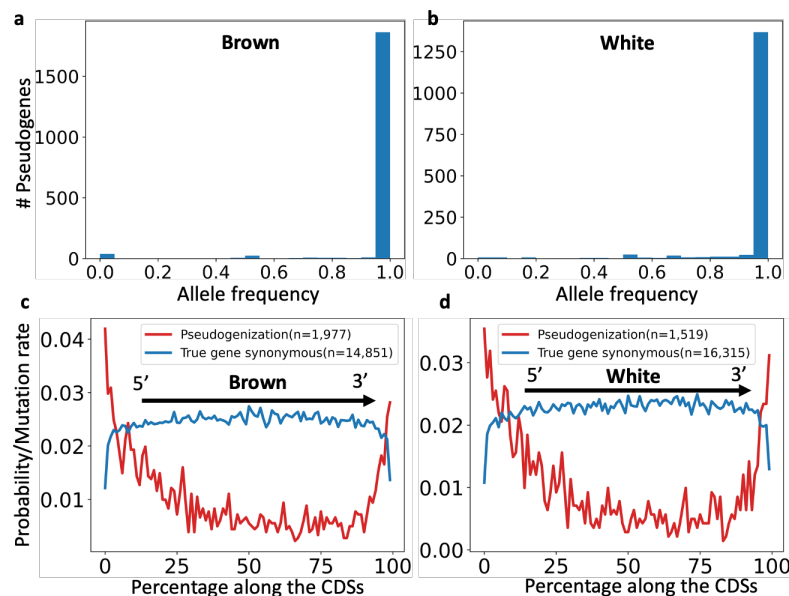 a
Brown
# Pseudogenes
1500
1000
500
0
0.0 0.2 0.4 0.6 0.8 1.0
Allele frequency
b
White
1250
1000
750
500
250
0
0.0 0.2 0.4 0.6 0.8 1.0
Allele frequency
c
Probability/Mutation rate
0.04
0.03
0.02
0.01
Pseudogenization(n=1,977)
True gene synonymous(n=14,851)
5’ Brown 3’
0 25 50 75 100
Percentage along the CDSs
d
0.04
0.03
0.02
0.01
0.00
Pseudogenization(n=1,519)
True gene synonymous(n=16,315)
5’ White 3’
0 25 50 75 100
Percentage along the CDSs